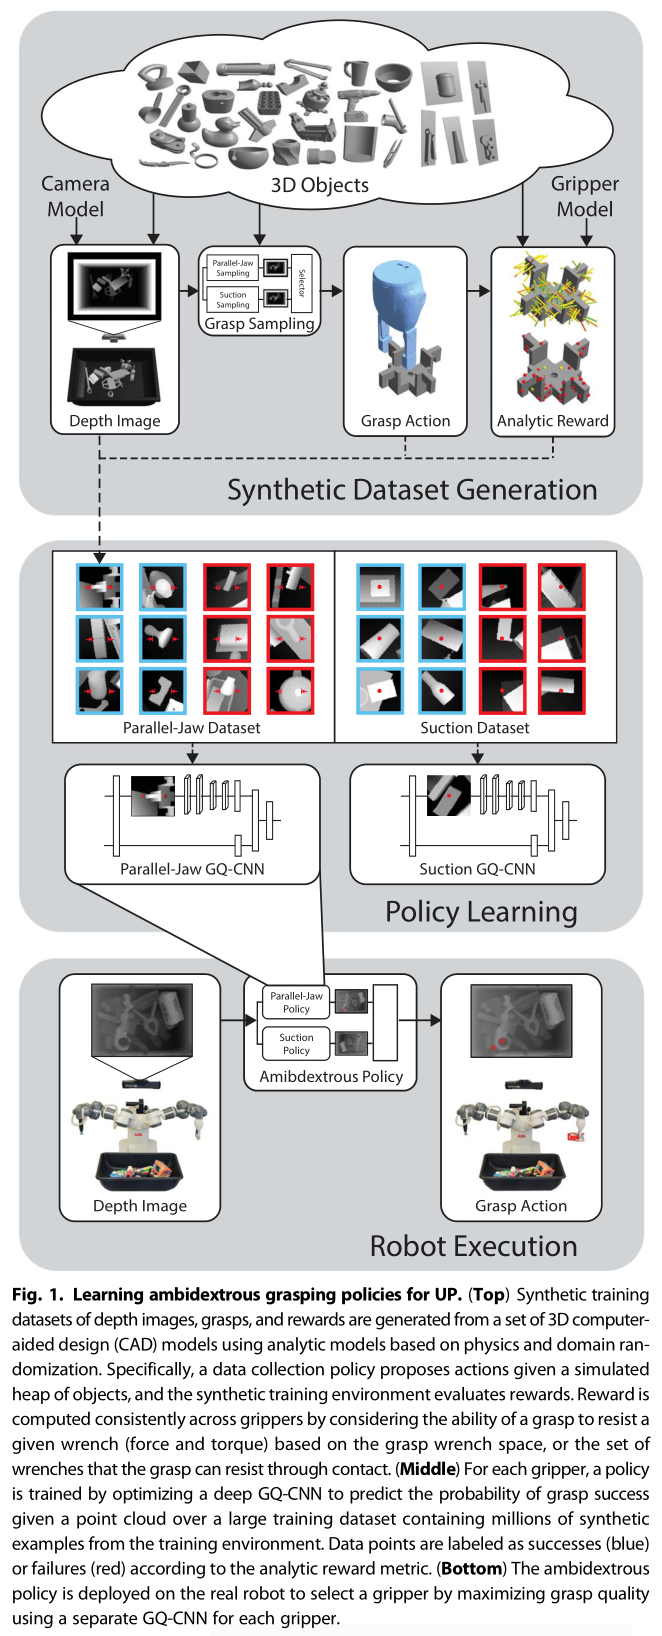 3D Objects
Camera
Model
Gripper
Model
Parallel-Jaw
Sampling
Suction
Sampling
Selector
Grasp Sampling
Depth Image
Grasp Action
Analytic Reward
Synthetic Dataset Generation
Parallel-Jaw Dataset
Suction Dataset
Parallel-Jaw GQ-CNN
Suction GQ-CNN
Policy Learning
Parallel-Jaw
Policy
Suction
Policy
Amibdextrous Policy
ABB
Depth Image
ABB
Grasp Action
Robot Execution
Fig. 1. Learning ambidextrous grasping policies for UP. (Top) Synthetic training
datasets of depth images, grasps, and rewards are generated from a set of 3D computer-
aided design (CAD) models using analytic models based on physics and domain ran-
domization. Specifically, a data collection policy proposes actions given a simulated
heap of objects, and the synthetic training environment evaluates rewards. Reward is
computed consistently across grippers by considering the ability of a grasp to resist a
given wrench (force and torque) based on the grasp wrench space, or the set of
wrenches that the grasp can resist through contact. (Middle) For each gripper, a policy
is trained by optimizing a deep GQ-CNN to predict the probability of grasp success
given a point cloud over a large training dataset containing millions of synthetic
examples from the training environment. Data points are labeled as successes (blue)
or failures (red) according to the analytic reward metric. (Bottom) The ambidextrous
policy is deployed on the real robot to select a gripper by maximizing grasp quality
using a separate GQ-CNN for each gripper.